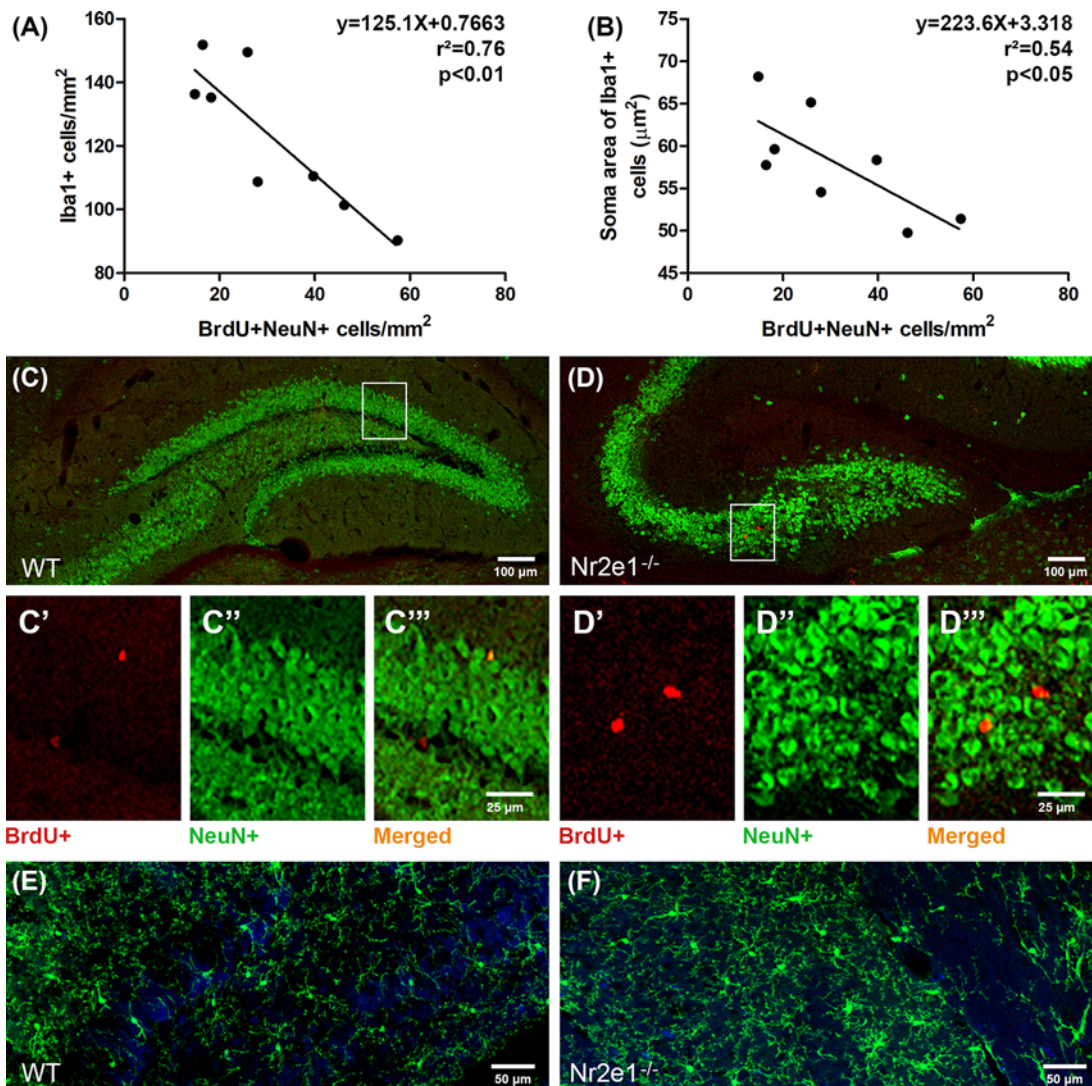 (A)
y=125.1X+0.7663
r²=0.76
p<0.01
Iba1+ cells/mm²
160
140
120
100
80
0 20 40 60 80
BrdU+NeuN+ cells/mm²
(B)
y=223.6X+3.318
r²=0.54
p<0.05
Soma area of Iba1+
cells (μm²)
75
70
65
60
55
50
45
0 20 40 60 80
BrdU+NeuN+ cells/mm²
(C)
WT
100 μm
(D)
Nr2e1⁻/⁻
100 μm
C'
C''
C'''
25 μm
BrdU+
NeuN+
Merged
D'
D''
D'''
25 μm
BrdU+
NeuN+
Merged
(E)
WT
50 μm
(F)
Nr2e1⁻/⁻
50 μm